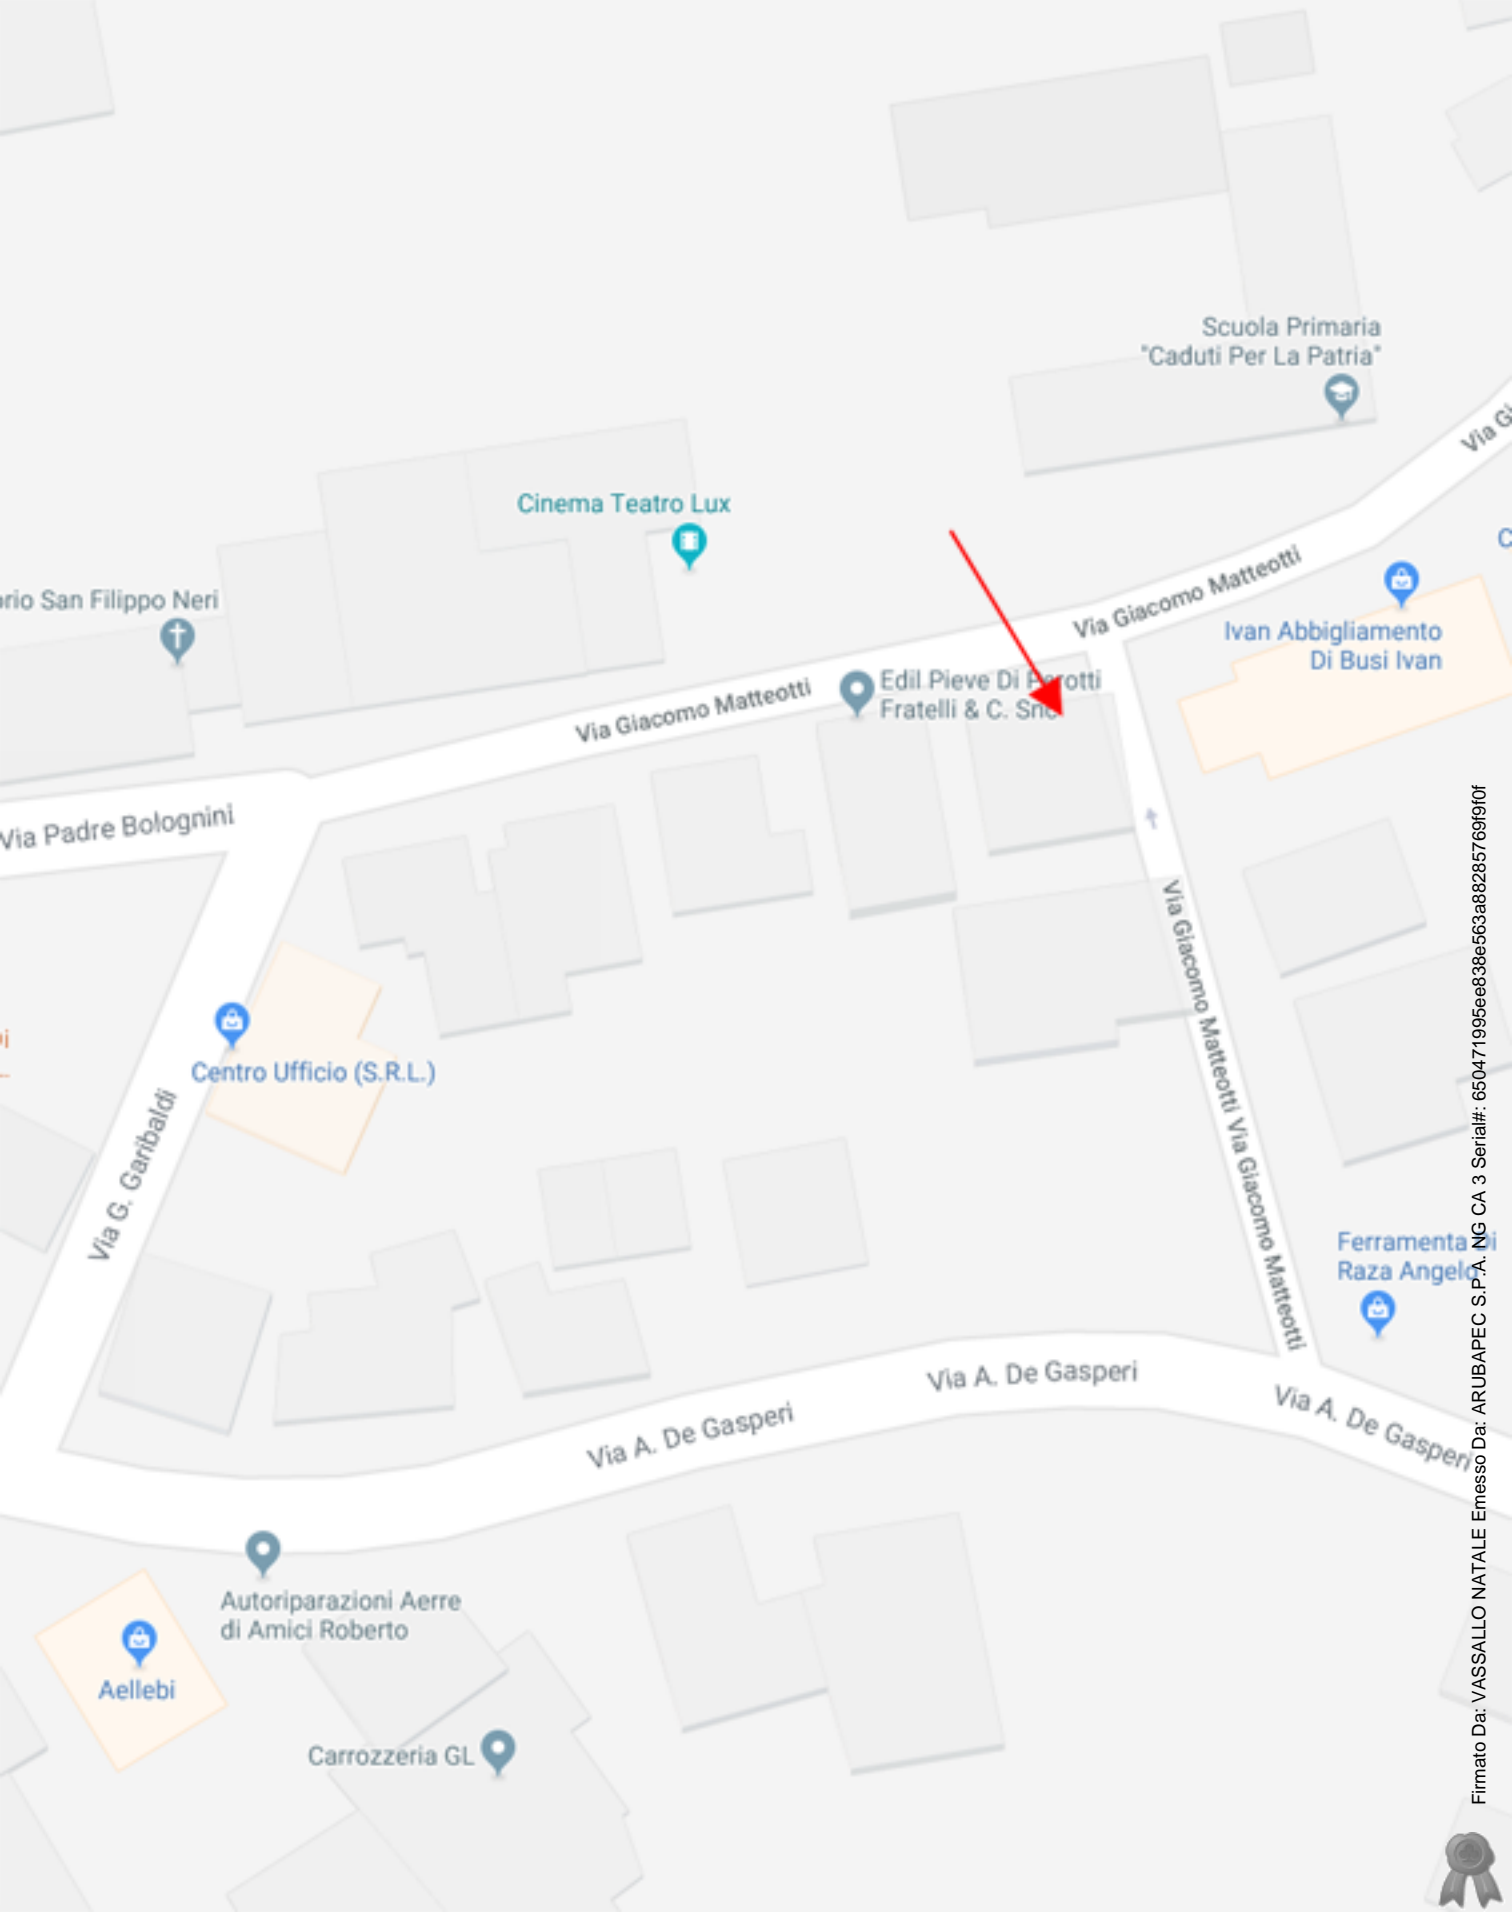 Scuola Primaria
"Caduti Per La Patria"
Via
Cinema Teatro Lux
Via Giacomo Matteotti
Ivan Abbigliamento
Di Busi Ivan
San Filippo Neri
Edil Pieve Di Perotti
Fratelli & C. Snc
Via Giacomo Matteotti
Via Padre Bolognini
Via Giacomo Matteotti Via Giacomo Matteotti
Centro Ufficio (S.R.L.)
Via G. Garibaldi
Ferramenta Di
Raza Angelo
Via A. De Gasperi
Via A. De Gasperi
Via A. De Gasperi
Autoriparazioni Aerre
di Amici Roberto
Aellebi
Carrozzeria GL
Firmato Da: VASSALLO NATALE Emesso Da: ARUBAPEC S.P.A. NG CA 3 Serial#: 650471995ee838e563a88285769f9f0f